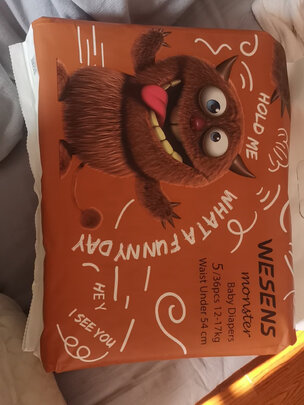 HOLD ME
WHAT A FUNNY DAY
HEY
I SEE YOU
WESENS
monster
Baby Diapers
5/36pcs 12-17kg
Waist Under 54 cm